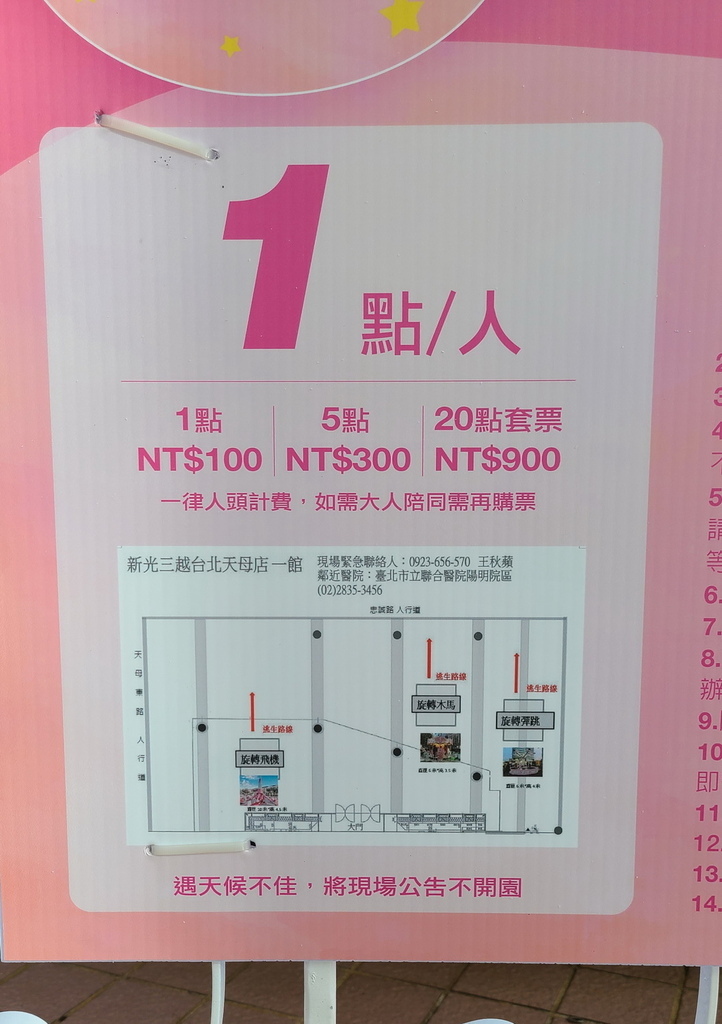 1 點/人
1點 5點 20點套票
NT$100 NT$300 NT$900
一律人頭計費，如需大人陪同需再購票
新光三越台北天母店 一館
現場緊急聯絡人：0923-656-570 王秋蘋
鄰近醫院：臺北市立聯合醫院陽明院區
(02)2835-3456
忠誠路 人行道
天母東路 人行道
逃生路線
旋轉木馬
逃生路線
旋轉彈跳
逃生路線
旋轉飛機
大門
遇天候不佳，將現場公告不開園
2
3
4
不
5
請
等
6.
7.
8.
辦
9.
10
即
11
12.
13.
14.